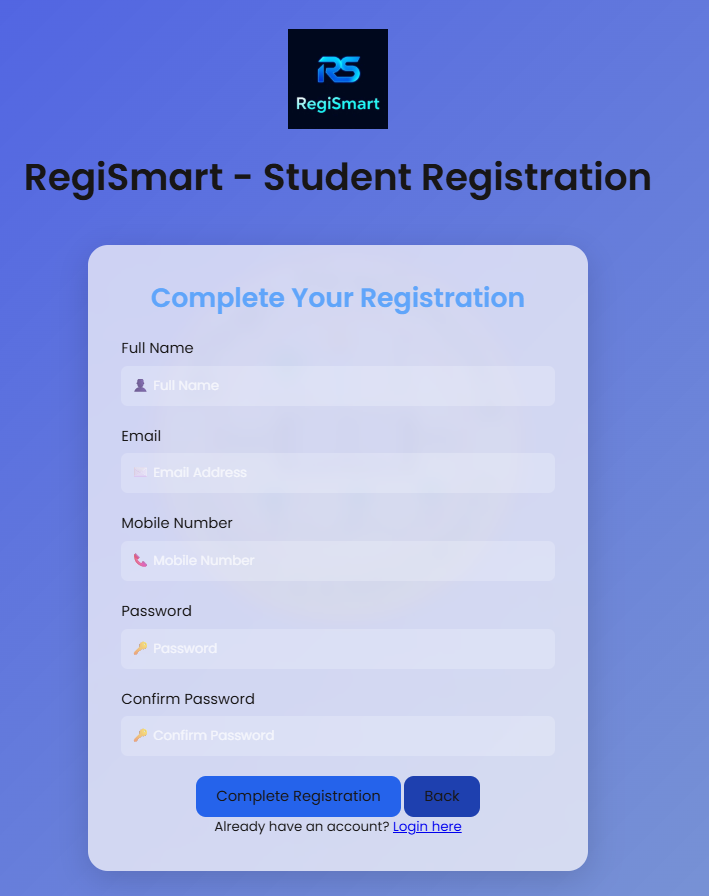 RS
RegiSmart
RegiSmart - Student Registration
Complete Your Registration
Full Name
Full Name
Email
Email Address
Mobile Number
Mobile Number
Password
Password
Confirm Password
Confirm Password
Complete Registration Back
Already have an account? Login here